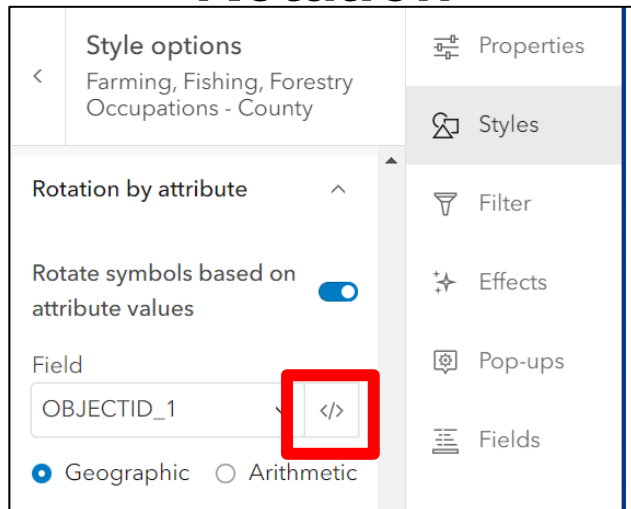 Style options
Farming, Fishing, Forestry
Occupations - County
Rotation by attribute
Rotate symbols based on
attribute values
Field
OBJECTID_1
</>
Geographic
Arithmetic
Properties
Styles
Filter
Effects
Pop-ups
Fields